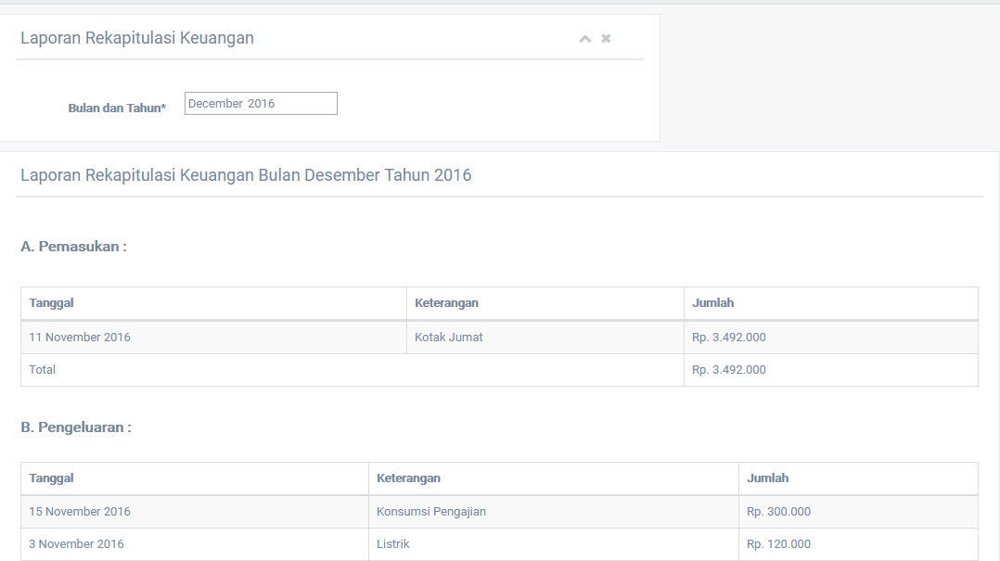 Laporan Rekapitulasi Keuangan
Bulan dan Tahun* December 2016
Laporan Rekapitulasi Keuangan Bulan Desember Tahun 2016
A. Pemasukan :
Tanggal Keterangan Jumlah
11 November 2016 Kotak Jumat Rp. 3.492.000
Total Rp. 3.492.000
B. Pengeluaran :
Tanggal Keterangan Jumlah
15 November 2016 Konsumsi Pengajian Rp. 300.000
3 November 2016 Listrik Rp. 120.000